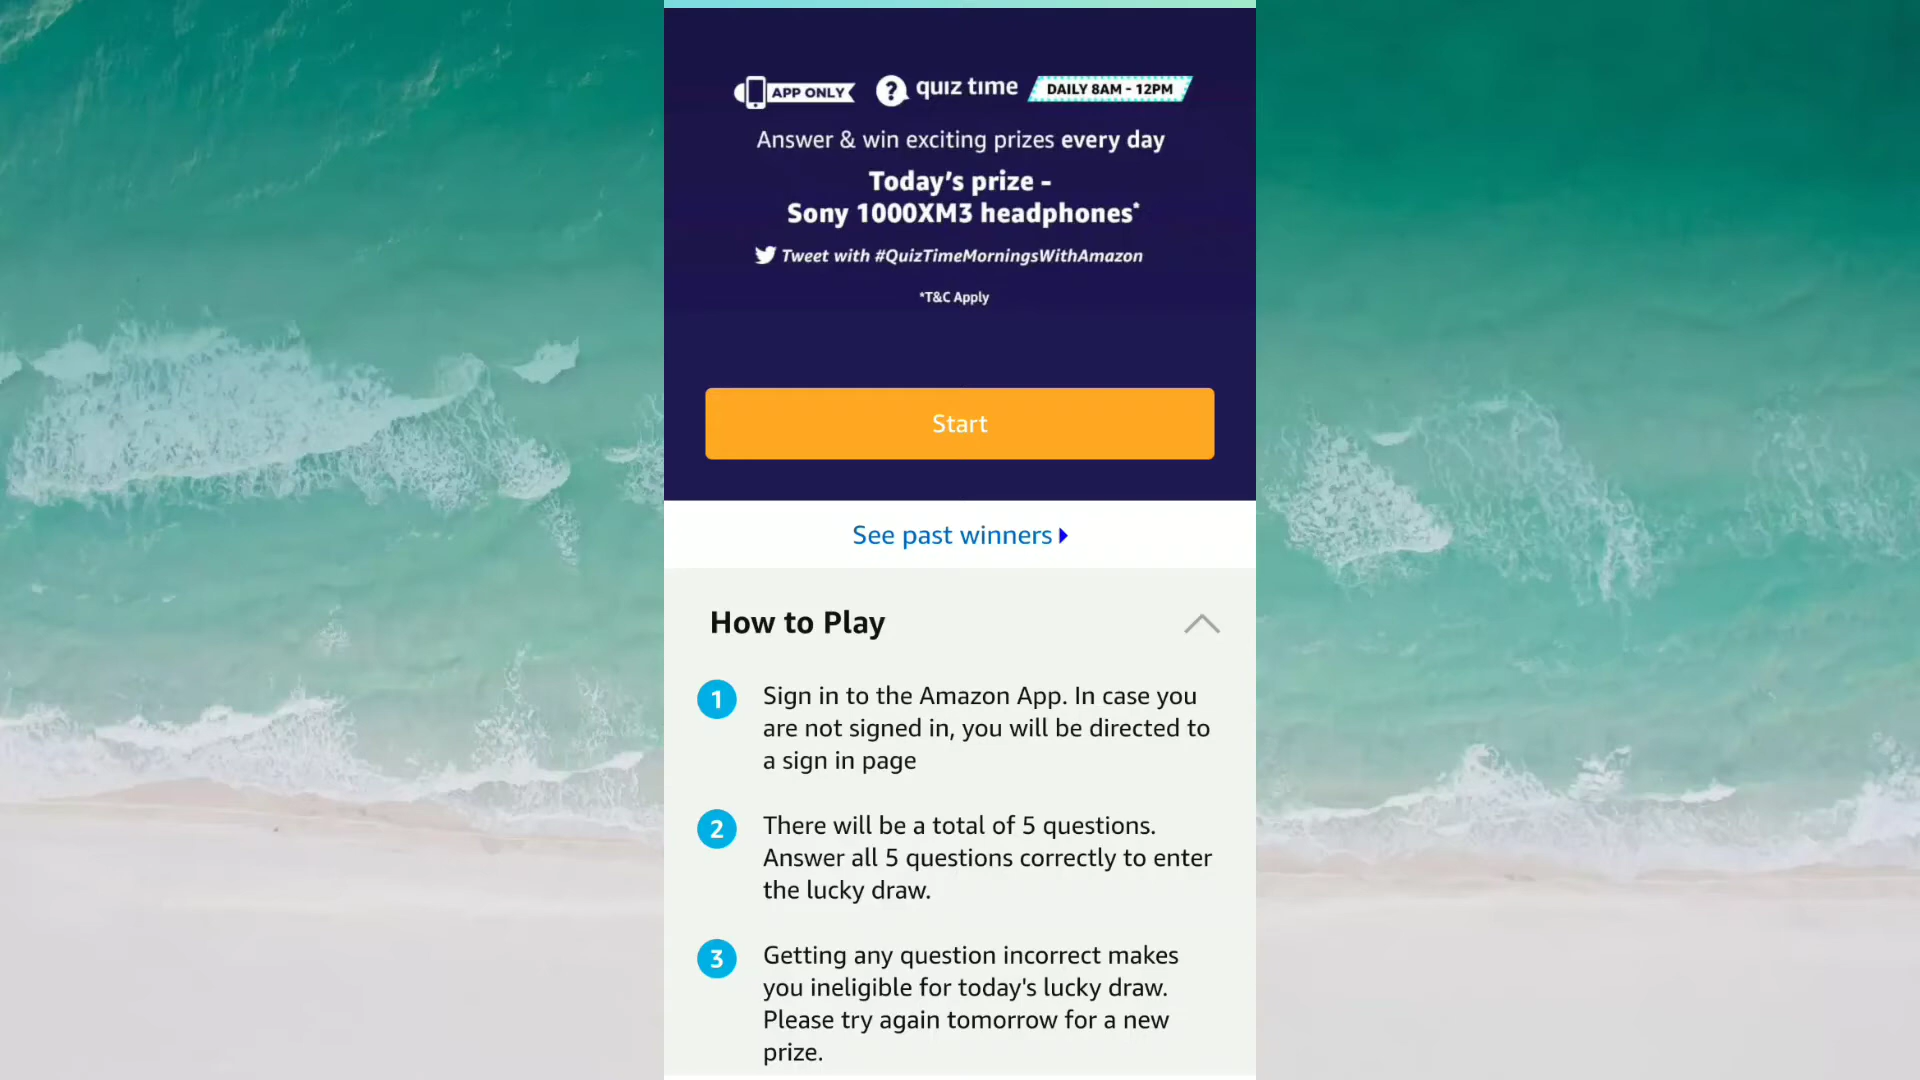 APP ONLY
? quiz time
DAILY 8AM - 12PM
Answer & win exciting prizes every day
Today's prize -
Sony 1000XM3 headphones*
Tweet with #QuizTimeMorningsWithAmazon
*T&C Apply
Start
See past winners
How to Play
1 Sign in to the Amazon App. In case you
are not signed in, you will be directed to
a sign in page
2 There will be a total of 5 questions.
Answer all 5 questions correctly to enter
the lucky draw.
3 Getting any question incorrect makes
you ineligible for today's lucky draw.
Please try again tomorrow for a new
prize.